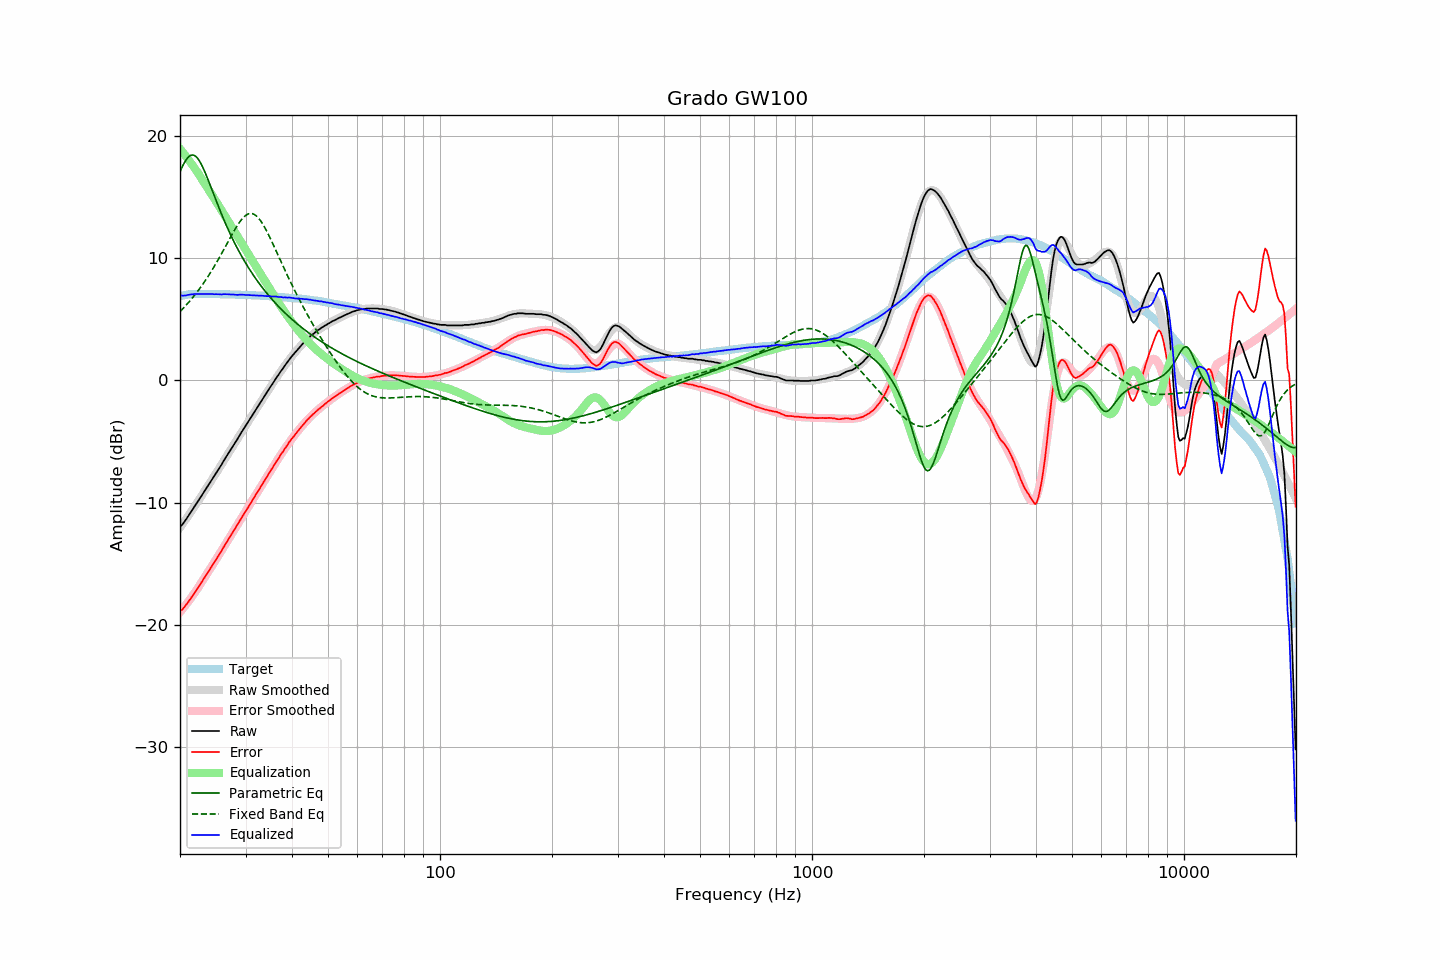 Grado GW100
20
10
0
−10
−20
−30
Amplitude (dBr)
100
1000
10000
Frequency (Hz)
Target
Raw Smoothed
Error Smoothed
Raw
Error
Equalization
Parametric Eq
Fixed Band Eq
Equalized